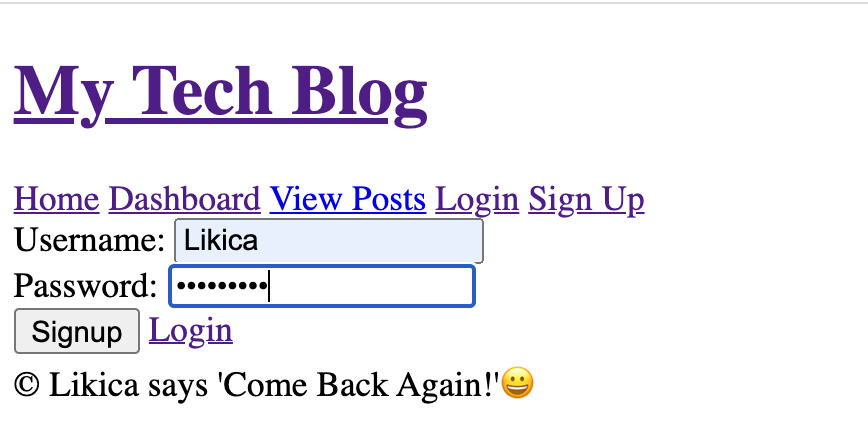 My Tech Blog
Home Dashboard View Posts Login Sign Up
Username: Likica
Password: •••••••••
Signup Login
© Likica says 'Come Back Again!'😀